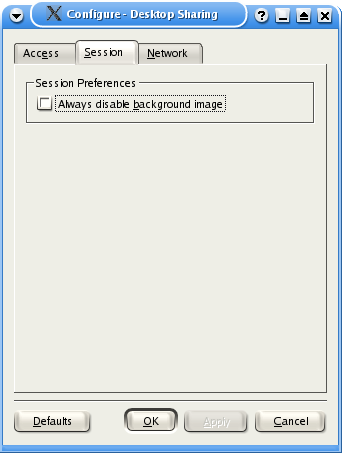 Configure - Desktop Sharing ?
Access Session Network
Session Preferences
Always disable background image
Defaults OK Apply Cancel